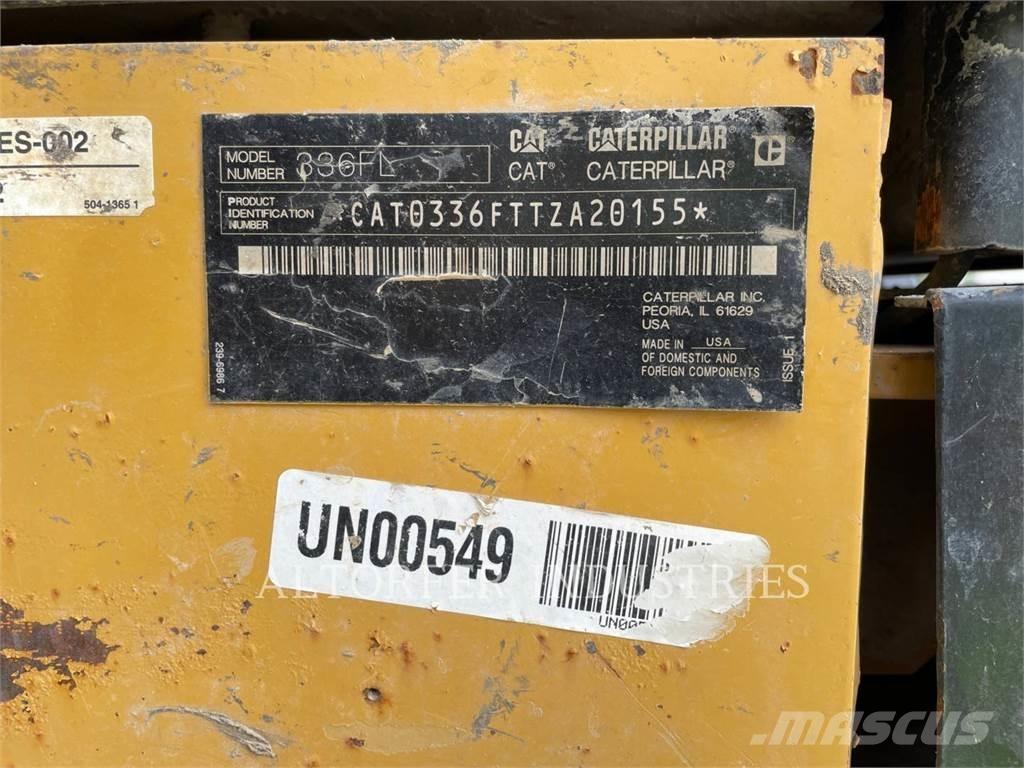 ES-002
504-1365 1
CAT CATERPILLAR
CAT® CATERPILLAR®
MODEL NUMBER 336FL
PRODUCT IDENTIFICATION NUMBER *CAT0336FTTZA20155*
CATERPILLAR INC.
PEORIA, IL 61629
USA
MADE IN USA
OF DOMESTIC AND
FOREIGN COMPONENTS
ISSUE
239-6986 7
UN00549
ALTORFER INDUSTRIES
MASCUS